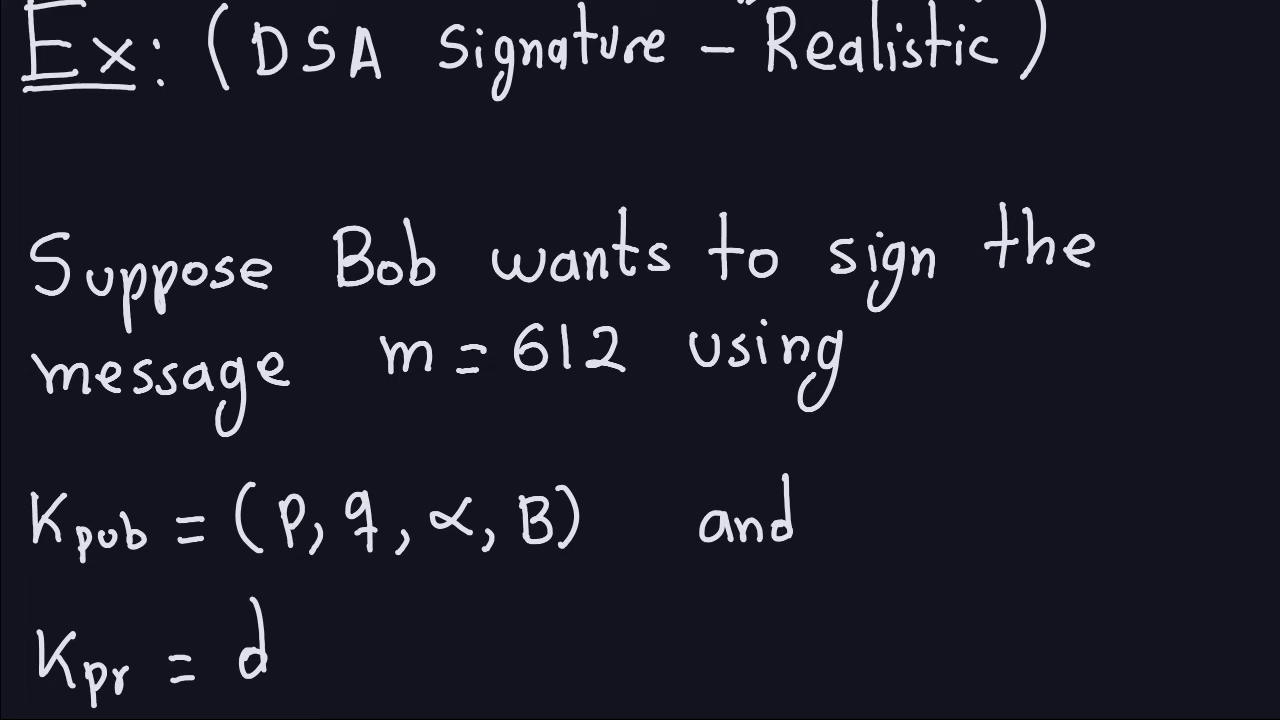 Ex: (DSA Signature - "Realistic)
Suppose Bob wants to sign the
message m = 612 using
Kpub = (p, q, α, B) and
Kpr = d